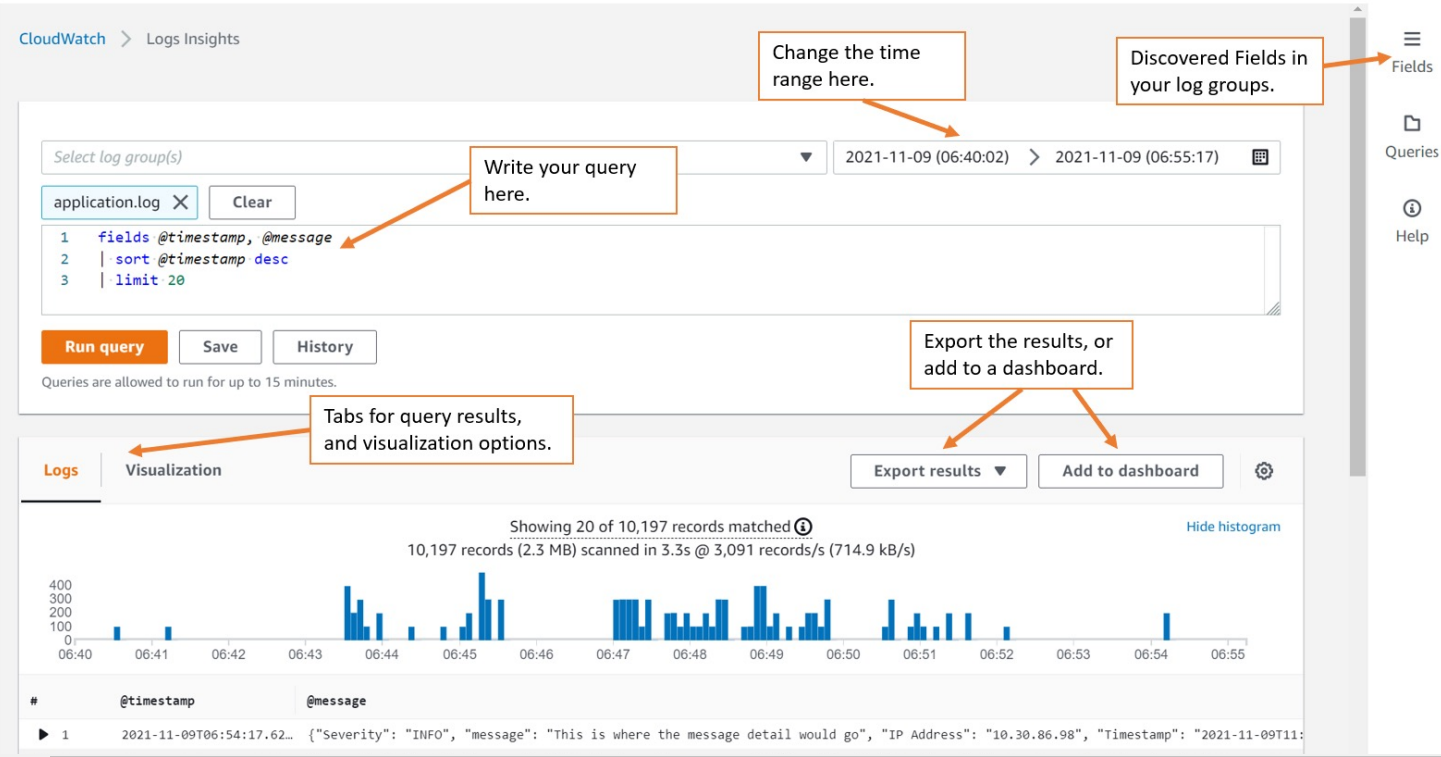 CloudWatch > Logs Insights
Change the time
range here.
Discovered Fields in
your log groups.
Fields
Queries
Help
Select log group(s)
2021-11-09 (06:40:02) > 2021-11-09 (06:55:17)
Write your query
here.
application.log
Clear
1 fields @timestamp, @message
2 | sort @timestamp desc
3 | limit 20
Run query
Save
History
Queries are allowed to run for up to 15 minutes.
Export the results, or
add to a dashboard.
Tabs for query results,
and visualization options.
Logs
Visualization
Export results
Add to dashboard
Showing 20 of 10,197 records matched
Hide histogram
10,197 records (2.3 MB) scanned in 3.3s @ 3,091 records/s (714.9 kB/s)
400
300
200
100
0
06:40 06:41 06:42 06:43 06:44 06:45 06:46 06:47 06:48 06:49 06:50 06:51 06:52 06:53 06:54 06:55
# @timestamp @message
1 2021-11-09T06:54:17.62… {"Severity": "INFO", "message": "This is where the message detail would go", "IP Address": "10.30.86.98", "Timestamp": "2021-11-09T11: